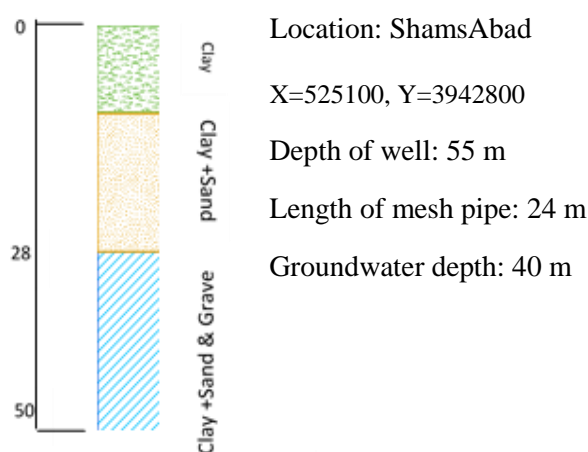 0
28
50
Clay
Clay +Sand
Clay +Sand & Grave
Location: ShamsAbad
X=525100, Y=3942800
Depth of well: 55 m
Length of mesh pipe: 24 m
Groundwater depth: 40 m